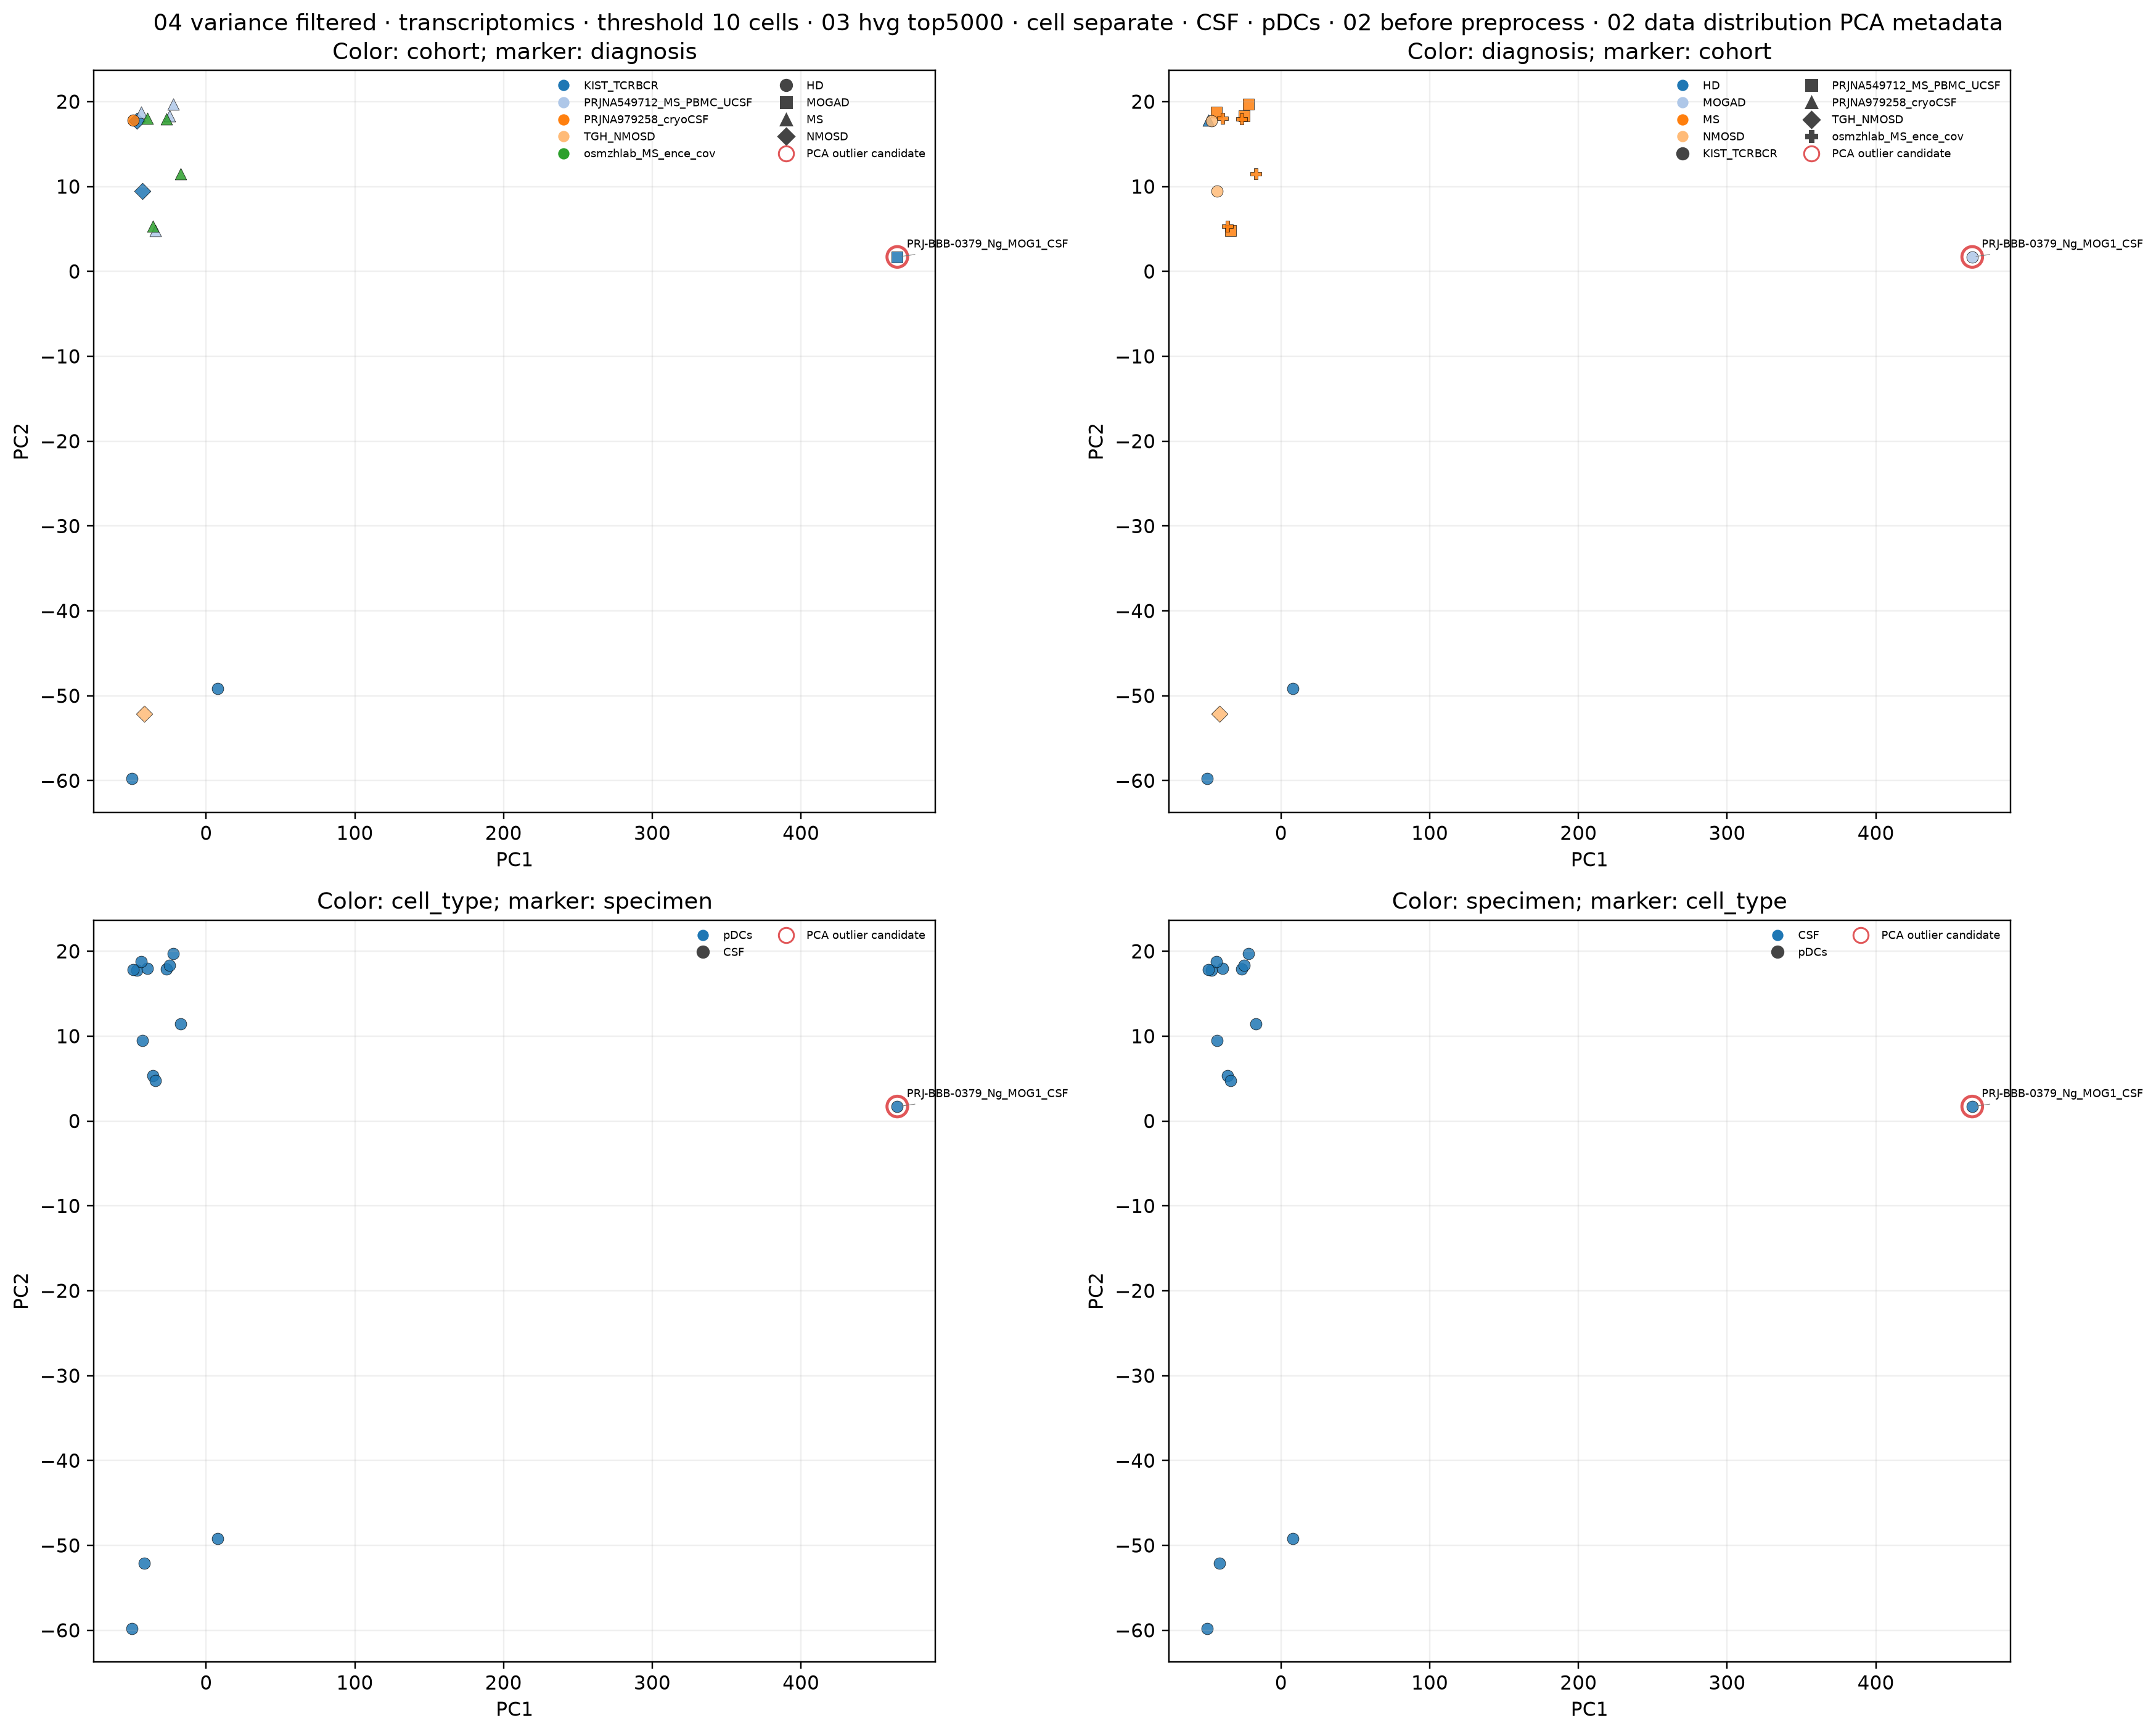 04 variance filtered · transcriptomics · threshold 10 cells · 03 hvg top5000 · cell separate · CSF · pDCs · 02 before preprocess · 02 data distribution PCA metadata
Color: cohort; marker: diagnosis
KIST_TCRBCR
PRJNA549712_MS_PBMC_UCSF
PRJNA979258_cryoCSF
TGH_NMOSD
osmzhlab_MS_ence_cov
HD
MOGAD
MS
NMOSD
PCA outlier candidate
PRJ-BBB-0379_Ng_MOG1_CSF
20
10
0
−10
−20
−30
−40
−50
−60
PC2
0 100 200 300 400
PC1
Color: diagnosis; marker: cohort
HD
MOGAD
MS
NMOSD
KIST_TCRBCR
PRJNA549712_MS_PBMC_UCSF
PRJNA979258_cryoCSF
TGH_NMOSD
osmzhlab_MS_ence_cov
PCA outlier candidate
PRJ-BBB-0379_Ng_MOG1_CSF
20
10
0
−10
−20
−30
−40
−50
−60
PC2
0 100 200 300 400
PC1
Color: cell_type; marker: specimen
pDCs
CSF
PCA outlier candidate
PRJ-BBB-0379_Ng_MOG1_CSF
20
10
0
−10
−20
−30
−40
−50
−60
PC2
0 100 200 300 400
PC1
Color: specimen; marker: cell_type
CSF
pDCs
PCA outlier candidate
PRJ-BBB-0379_Ng_MOG1_CSF
20
10
0
−10
−20
−30
−40
−50
−60
PC2
0 100 200 300 400
PC1